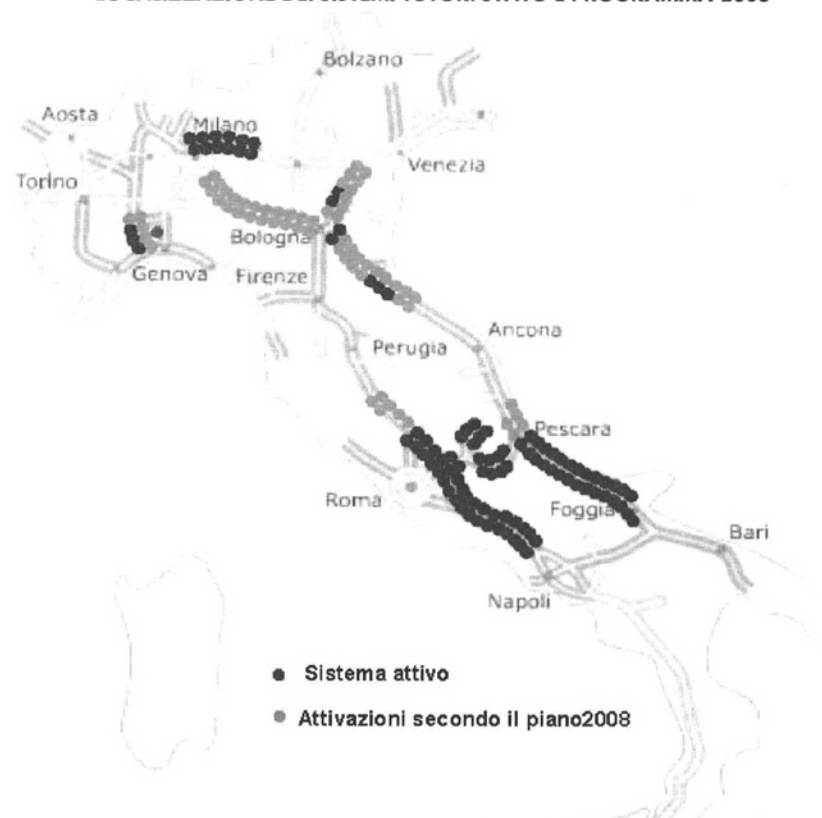 Bolzano
Aosta
Milano
Venezia
Torino
Bologna
Genova
Firenze
Ancona
Perugia
Pescara
Roma
Foggia
Bari
Napoli
Sistema attivo
Attivazioni secondo il piano2008